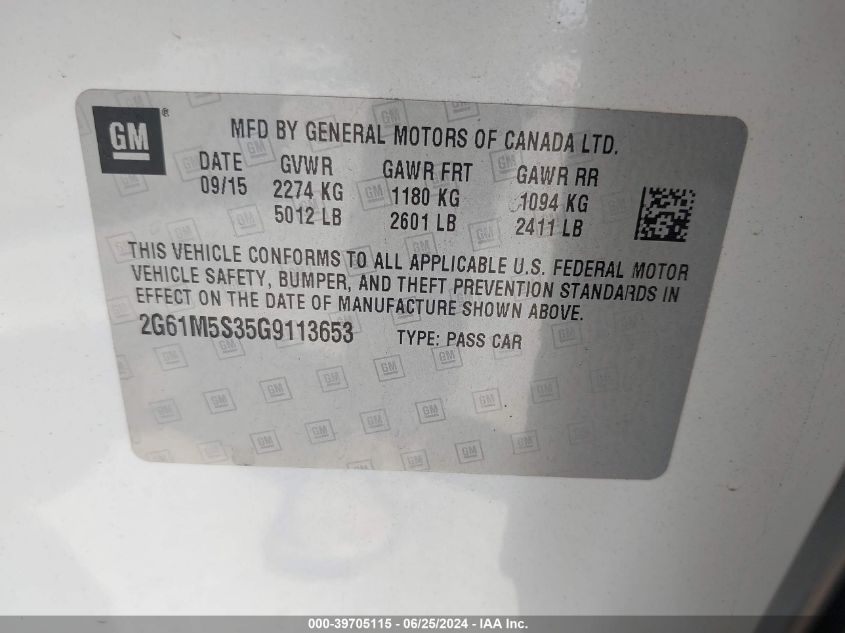 GM ®
MFD BY GENERAL MOTORS OF CANADA LTD.
DATE GVWR GAWR FRT GAWR RR
09/15 2274 KG 1180 KG 1094 KG
5012 LB 2601 LB 2411 LB
THIS VEHICLE CONFORMS TO ALL APPLICABLE U.S. FEDERAL MOTOR
VEHICLE SAFETY, BUMPER, AND THEFT PREVENTION STANDARDS IN
EFFECT ON THE DATE OF MANUFACTURE SHOWN ABOVE.
2G61M5S35G9113653 TYPE: PASS CAR
000-39705115 - 06/25/2024 - IAA Inc.